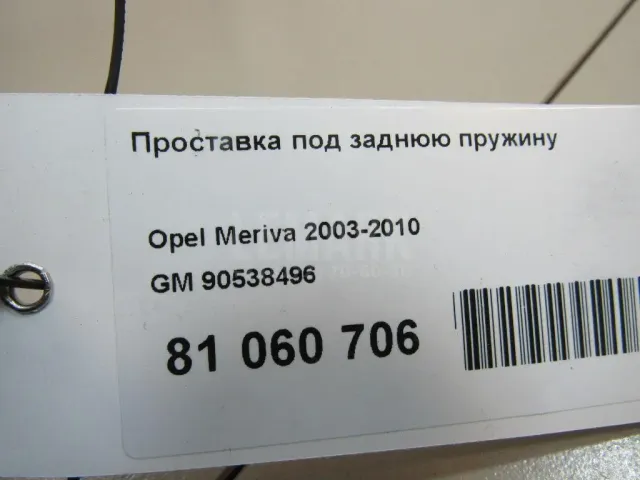 Проставка под заднюю пружину
Opel Meriva 2003-2010
GM 90538496
81 060 706